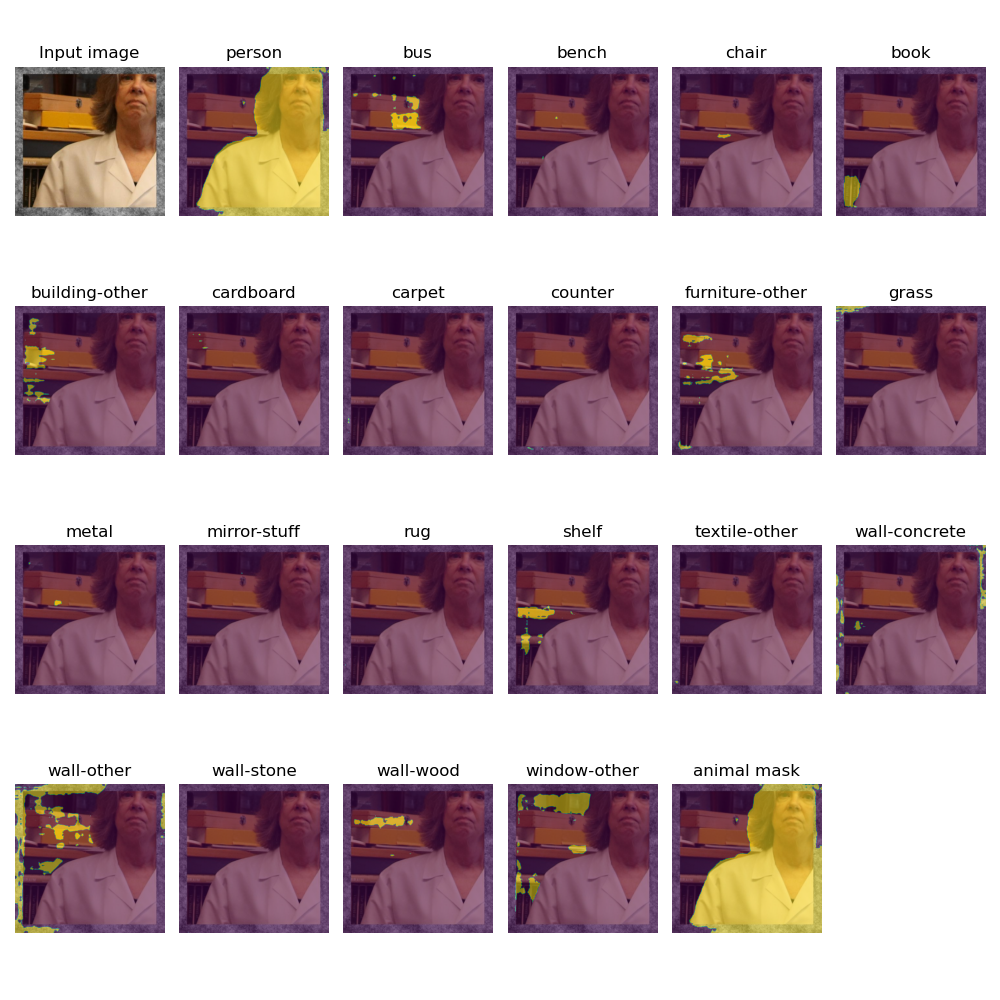 Input image
person
bus
bench
chair
book
building-other
cardboard
carpet
counter
furniture-other
grass
metal
mirror-stuff
rug
shelf
textile-other
wall-concrete
wall-other
wall-stone
wall-wood
window-other
animal mask